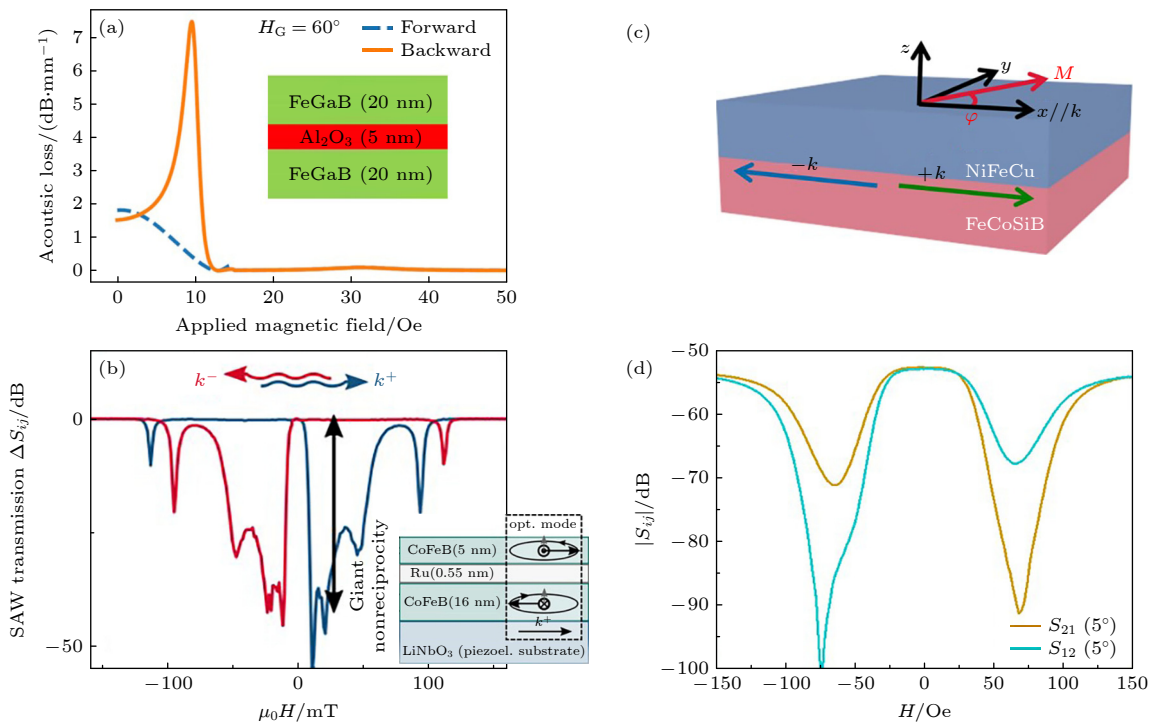 (a)
H_G = 60°
Forward
Backward
Acoutsic loss/(dB·mm⁻¹)
7
6
5
4
3
2
1
0
FeGaB (20 nm)
Al₂O₃ (5 nm)
FeGaB (20 nm)
0
10
20
30
40
50
Applied magnetic field/Oe
(c)
z
y
M
x//k
φ
−k
+k
NiFeCu
FeCoSiB
(b)
k⁻
k⁺
SAW transmission ΔS_ij/dB
0
−50
Giant
nonreciprocity
opt. mode
CoFeB(5 nm)
Ru(0.55 nm)
CoFeB(16 nm)
k⁺
LiNbO₃ (piezoel. substrate)
−100
0
100
μ₀H/mT
(d)
|S_ij|/dB
−50
−60
−70
−80
−90
−100
S₂₁ (5°)
S₁₂ (5°)
−150
−100
−50
0
50
100
150
H/Oe